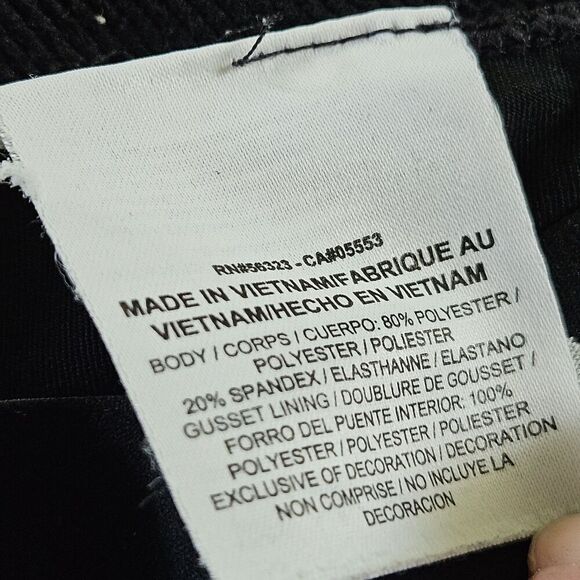 RN#56323 - CA#05553
MADE IN VIETNAM/FABRIQUE AU
VIETNAM/HECHO EN VIETNAM
BODY / CORPS / CUERPO: 80% POLYESTER /
POLYESTER / POLIESTER
20% SPANDEX / ELASTHANNE / ELASTANO
GUSSET LINING / DOUBLURE DE GOUSSET /
FORRO DEL PUENTE INTERIOR: 100%
POLYESTER / POLYESTER / POLIESTER
EXCLUSIVE OF DECORATION / DECORATION
NON COMPRISE / NO INCLUYE LA
DECORACION